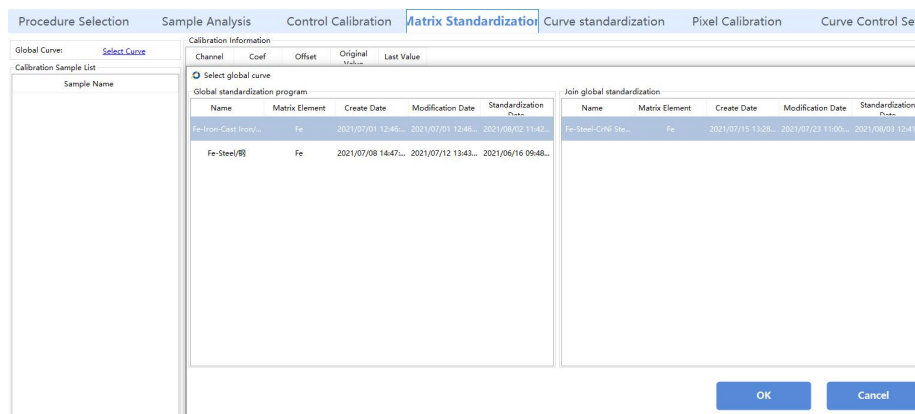 Procedure Selection Sample Analysis Control Calibration Matrix Standardization Curve standardization Pixel Calibration Curve Control Se
Global Curve: Select Curve
Calibration Information
Channel Coef Offset Original Value Last Value
Calibration Sample List
Sample Name
Select global curve
Global standardization program
Join global standardization
Name Matrix Element Create Date Modification Date Standardization Date
Name Matrix Element Create Date Modification Date Standardization Date
Fe-Iron-Cast Iron/... Fe 2021/07/01 12:46:... 2021/07/01 12:46... 2021/08/02 11:42...
Fe-Steel-CrNi Ste... Fe 2021/07/15 13:28... 2021/07/23 11:00:... 2021/08/03 12:41
Fe-Steel/钢 Fe 2021/07/08 14:47:... 2021/07/12 13:43... 2021/06/16 09:48...
OK Cancel